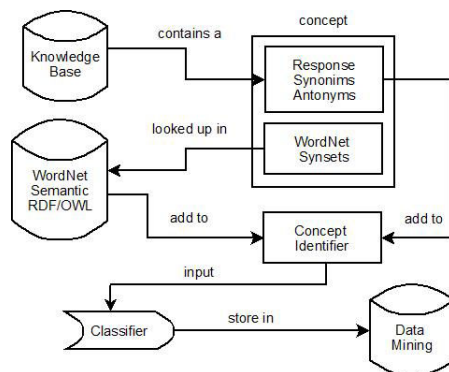 concept
contains a
Knowledge
Base
Response
Synonims
Antonyms
looked up in
WordNet
Synsets
WordNet
Semantic
RDF/OWL
add to
Concept
Identifier
add to
input
Classifier
store in
Data
Mining